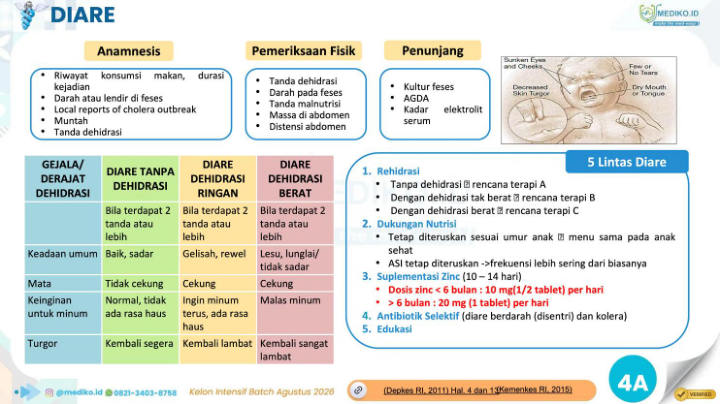 DIARE
MEDIKO.ID
Anamnesis
• Riwayat konsumsi makan, durasi
kejadian
• Darah atau lendir di feses
• Local reports of cholera outbreak
• Muntah
• Tanda dehidrasi
Pemeriksaan Fisik
• Tanda dehidrasi
• Darah pada feses
• Tanda malnutrisi
• Massa di abdomen
• Distensi abdomen
Penunjang
• Kultur feses
• AGDA
• Kadar elektrolit
serum
Sunken Eyes
and Cheeks
Few or
No Tears
Decreased
Skin Turgor
Dry Mouth
or Tongue
GEJALA/
DERAJAT
DEHIDRASI
DIARE TANPA
DEHIDRASI
DIARE
DEHIDRASI
RINGAN
DIARE
DEHIDRASI
BERAT
Bila terdapat 2
tanda atau
lebih
Bila terdapat 2
tanda atau
lebih
Bila terdapat 2
tanda atau
lebih
Keadaan umum
Baik, sadar
Gelisah, rewel
Lesu, lunglai/
tidak sadar
Mata
Tidak cekung
Cekung
Cekung
Keinginan
untuk minum
Normal, tidak
ada rasa haus
Ingin minum
terus, ada rasa
haus
Malas minum
Turgor
Kembali segera
Kembali lambat
Kembali sangat
lambat
5 Lintas Diare
1. Rehidrasi
• Tanpa dehidrasi ⍰ rencana terapi A
• Dengan dehidrasi tak berat ⍰ rencana terapi B
• Dengan dehidrasi berat ⍰ rencana terapi C
2. Dukungan Nutrisi
• Tetap diteruskan sesuai umur anak ⍰ menu sama pada anak
sehat
• ASI tetap diteruskan ->frekuensi lebih sering dari biasanya
3. Suplementasi Zinc (10 – 14 hari)
• Dosis zinc < 6 bulan : 10 mg(1/2 tablet) per hari
• > 6 bulan : 20 mg (1 tablet) per hari
4. Antibiotik Selektif (diare berdarah (disentri) dan kolera)
5. Edukasi
@mediko.id
0821-3403-8758
Kelon Intensif Batch Agustus 2026
(Depkes RI, 2011) Hal. 4 dan 13
(Kemenkes RI, 2015)
4A
VERIFIED